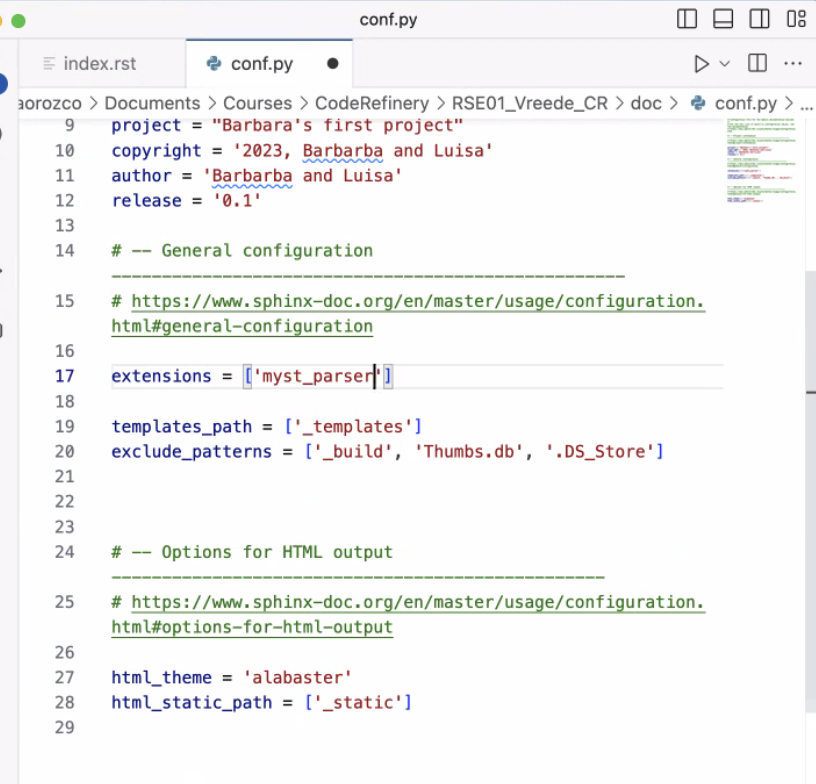 conf.py
index.rst
conf.py
aorozco > Documents > Courses > CodeRefinery > RSE01_Vreede_CR > doc > conf.py > ...
9 project = "Barbara's first project"
10 copyright = '2023, Barbarba and Luisa'
11 author = 'Barbarba and Luisa'
12 release = '0.1'
13
14 # -- General configuration
---------------------------------------------------
15 # https://www.sphinx-doc.org/en/master/usage/configuration.
html#general-configuration
16
17 extensions = ['myst_parser']
18
19 templates_path = ['_templates']
20 exclude_patterns = ['_build', 'Thumbs.db', '.DS_Store']
21
22
23
24 # -- Options for HTML output
-------------------------------------------------
25 # https://www.sphinx-doc.org/en/master/usage/configuration.
html#options-for-html-output
26
27 html_theme = 'alabaster'
28 html_static_path = ['_static']
29